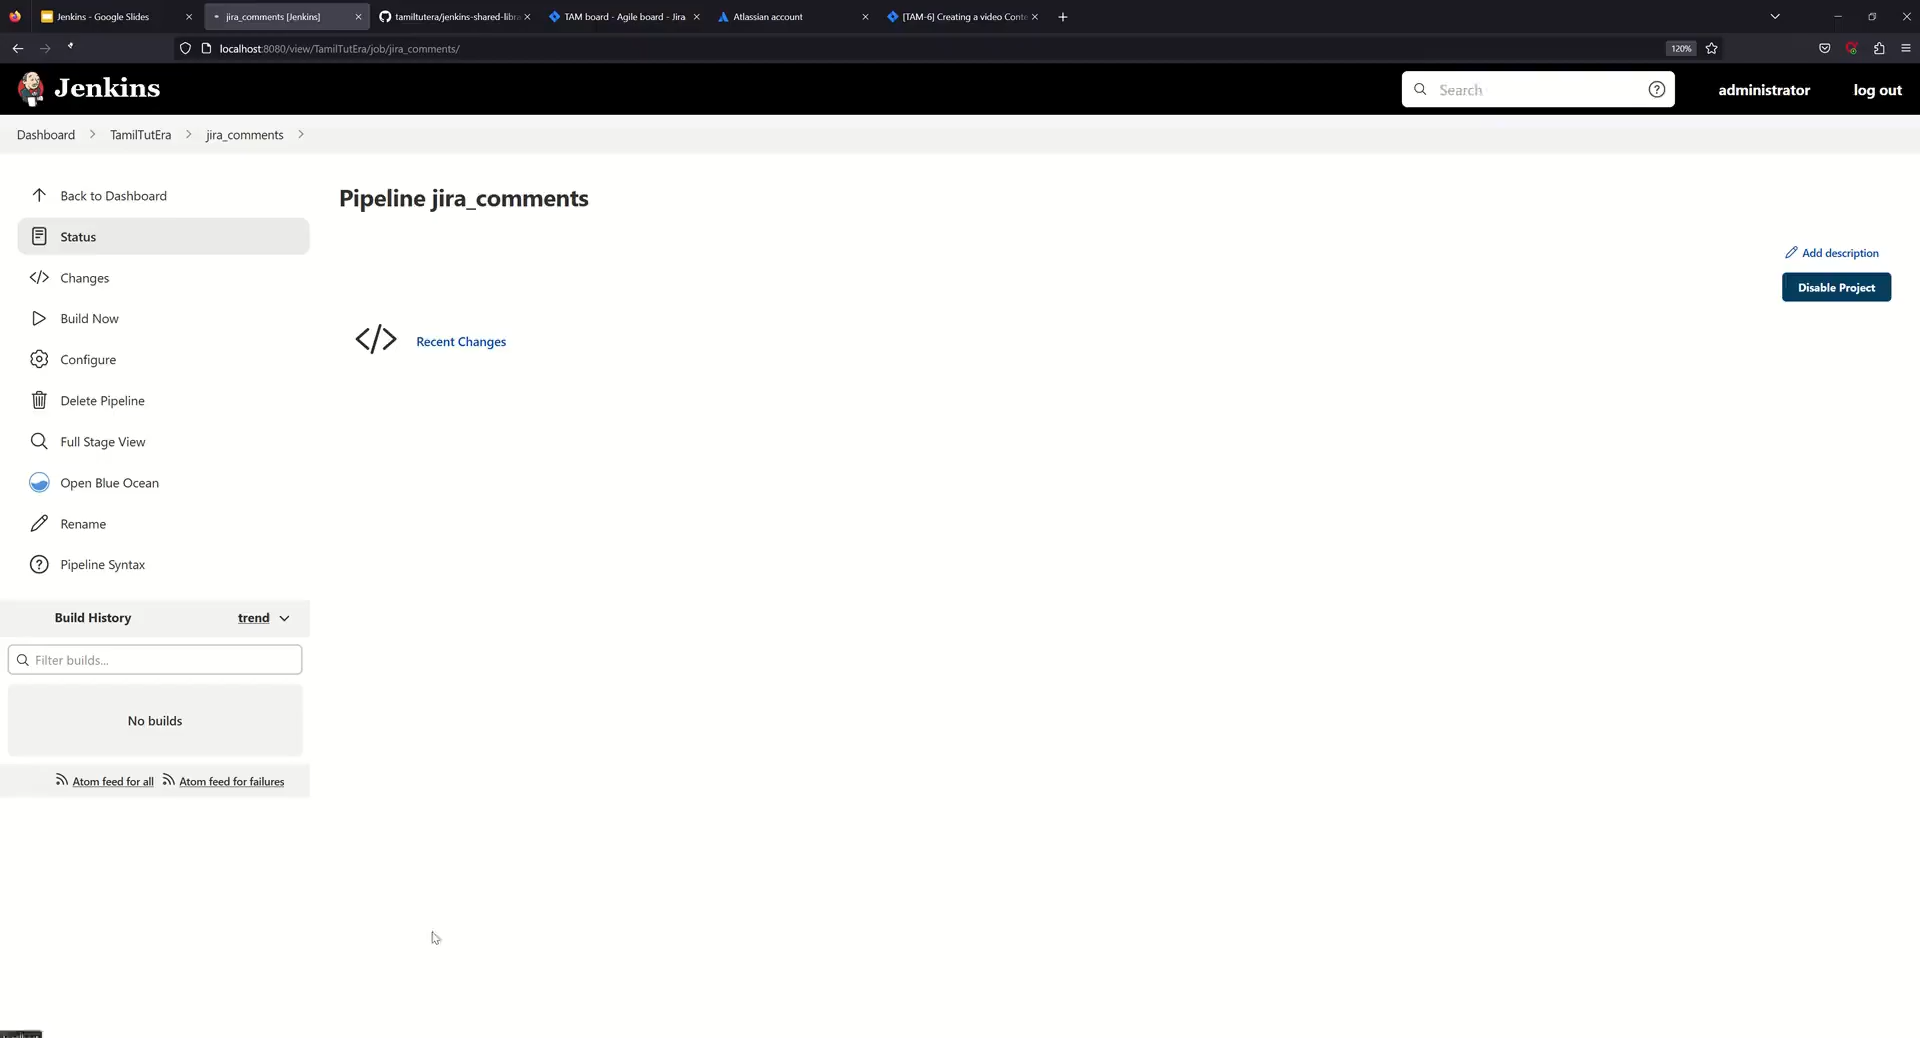 Jenkins - Google Slides
jira_comments [Jenkins]
tamiltutera/jenkins-shared-libra
TAM board - Agile board - Jira
Atlassian account
[TAM-6] Creating a video Conte
localhost:8080/view/TamilTutEra/job/jira_comments/
120%
Jenkins
Search
administrator
log out
Dashboard
TamilTutEra
jira_comments
Back to Dashboard
Status
Changes
Build Now
Configure
Delete Pipeline
Full Stage View
Open Blue Ocean
Rename
Pipeline Syntax
Pipeline jira_comments
Add description
Disable Project
Recent Changes
Build History
trend
Filter builds...
No builds
Atom feed for all
Atom feed for failures